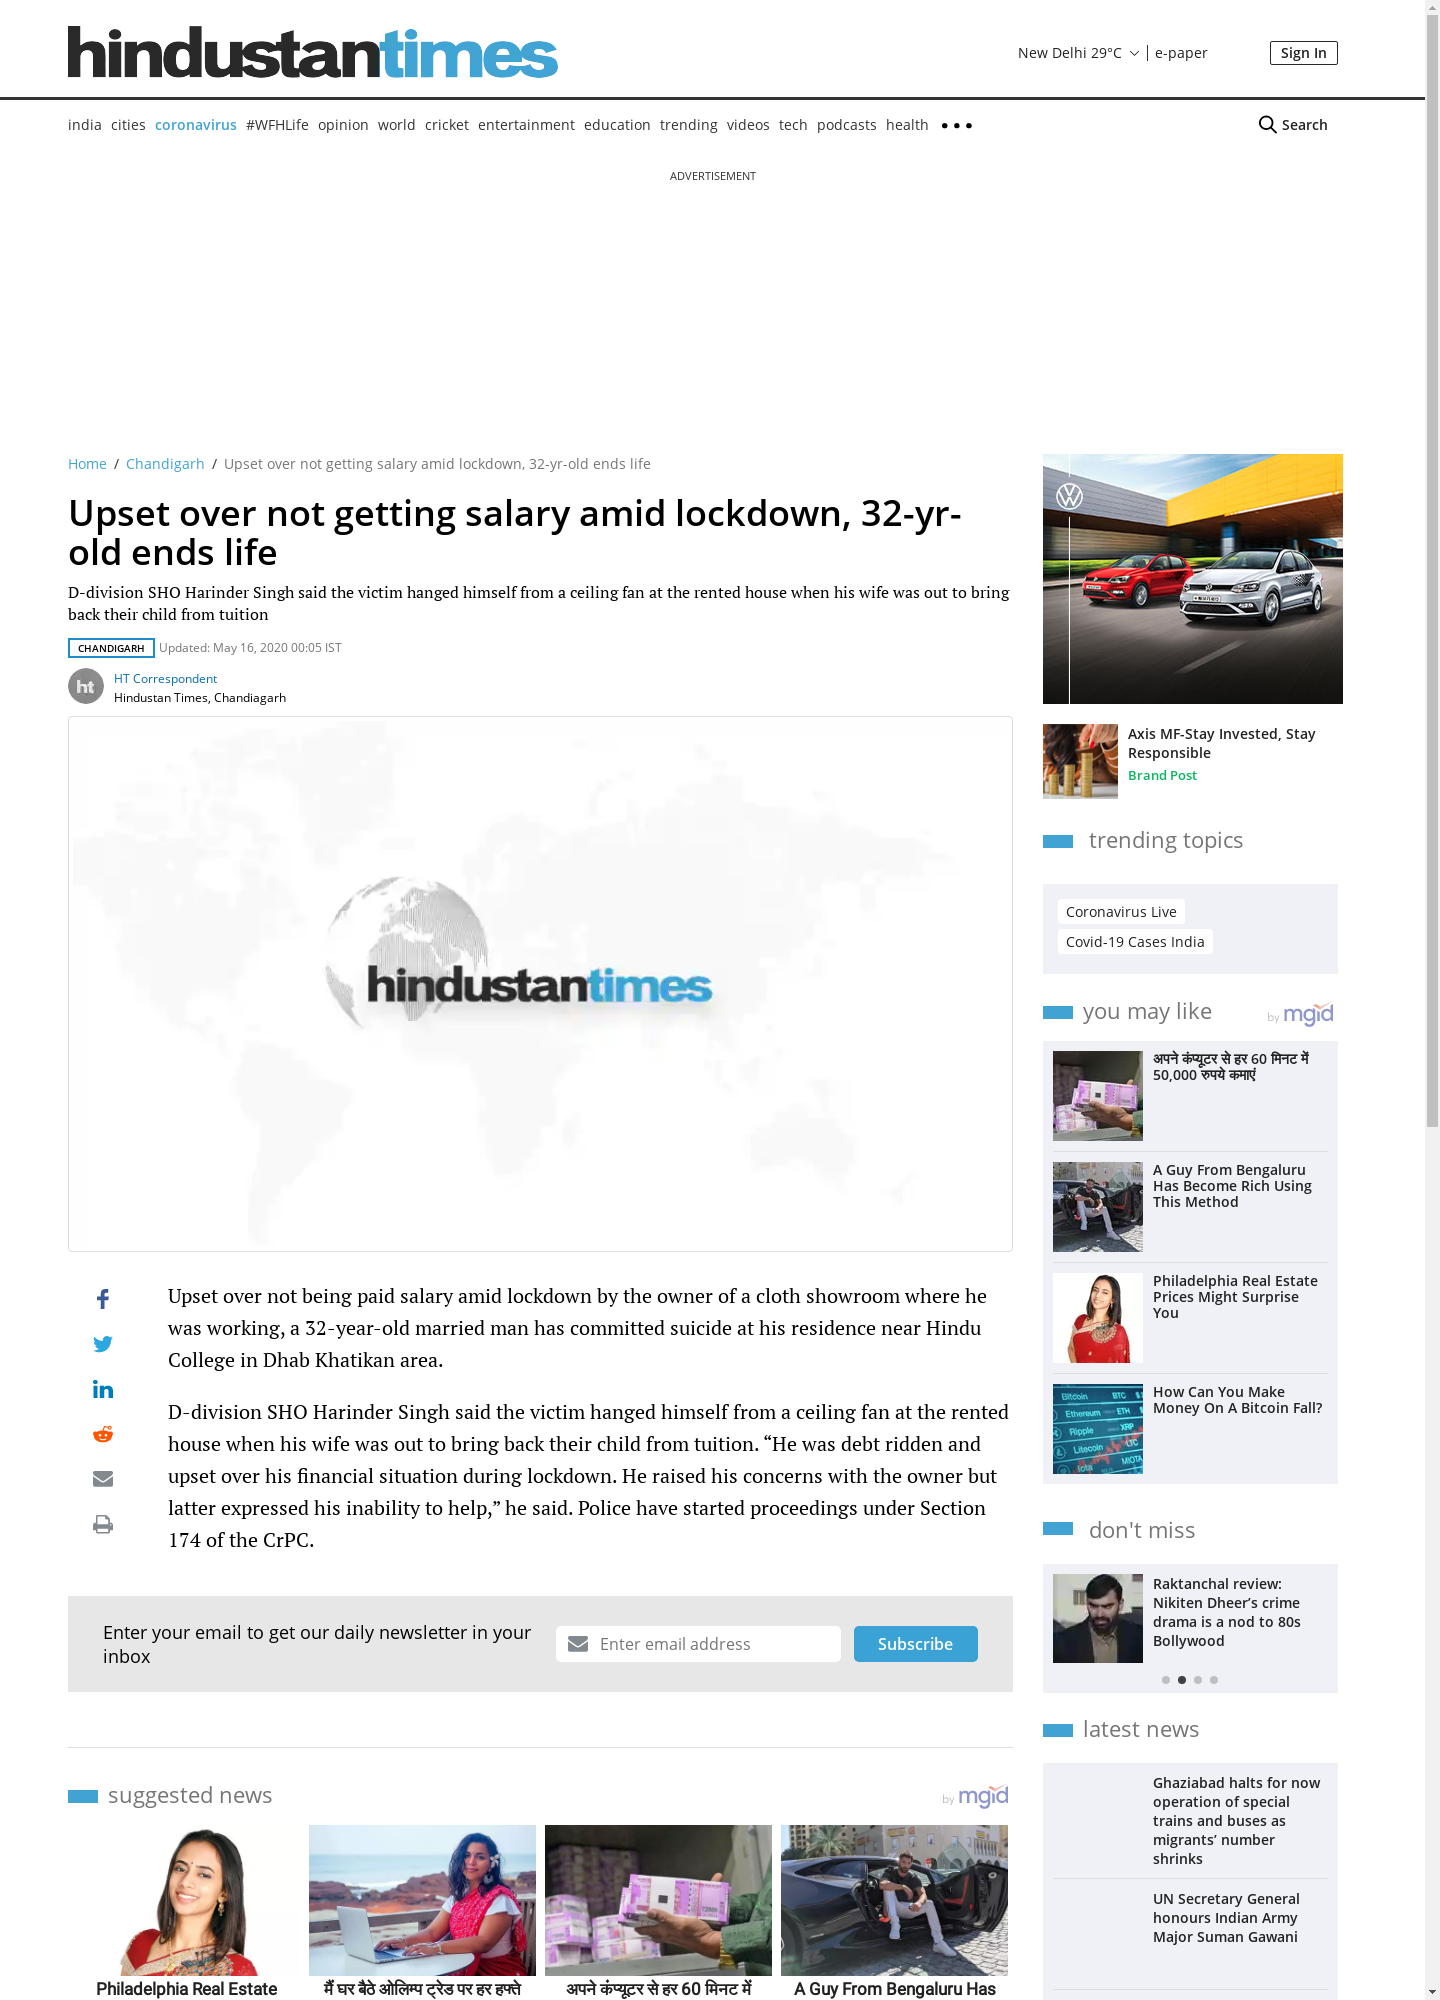 hindustantimes
New Delhi 29°C e-paper Sign In
india cities coronavirus #WFHLife opinion world cricket entertainment education trending videos tech podcasts health Search
ADVERTISEMENT
Home / Chandigarh / Upset over not getting salary amid lockdown, 32-yr-old ends life
Upset over not getting salary amid lockdown, 32-yr-
old ends life
D-division SHO Harinder Singh said the victim hanged himself from a ceiling fan at the rented house when his wife was out to bring
back their child from tuition
CHANDIGARH Updated: May 16, 2020 00:05 IST
ht
HT Correspondent
Hindustan Times, Chandiagarh
hindustantimes
Upset over not being paid salary amid lockdown by the owner of a cloth showroom where he
was working, a 32-year-old married man has committed suicide at his residence near Hindu
College in Dhab Khatikan area.
D-division SHO Harinder Singh said the victim hanged himself from a ceiling fan at the rented
house when his wife was out to bring back their child from tuition. “He was debt ridden and
upset over his financial situation during lockdown. He raised his concerns with the owner but
latter expressed his inability to help,” he said. Police have started proceedings under Section
174 of the CrPC.
Enter your email to get our daily newsletter in your
inbox
Enter email address
Subscribe
suggested news
by mgid
Philadelphia Real Estate
मैं घर बैठे ओलिम्प ट्रेड पर हर हफ्ते
अपने कंप्यूटर से हर 60 मिनट में
A Guy From Bengaluru Has
Axis MF-Stay Invested, Stay
Responsible
Brand Post
trending topics
Coronavirus Live
Covid-19 Cases India
you may like
by mgid
अपने कंप्यूटर से हर 60 मिनट में
50,000 रुपये कमाएं
A Guy From Bengaluru
Has Become Rich Using
This Method
Philadelphia Real Estate
Prices Might Surprise
You
Bitcoin BTC
Ethereum ETH
Ripple XRP
Litecoin LTC
Iota MIOTA
How Can You Make
Money On A Bitcoin Fall?
don't miss
Raktanchal review:
Nikiten Dheer’s crime
drama is a nod to 80s
Bollywood
latest news
Ghaziabad halts for now
operation of special
trains and buses as
migrants’ number
shrinks
UN Secretary General
honours Indian Army
Major Suman Gawani